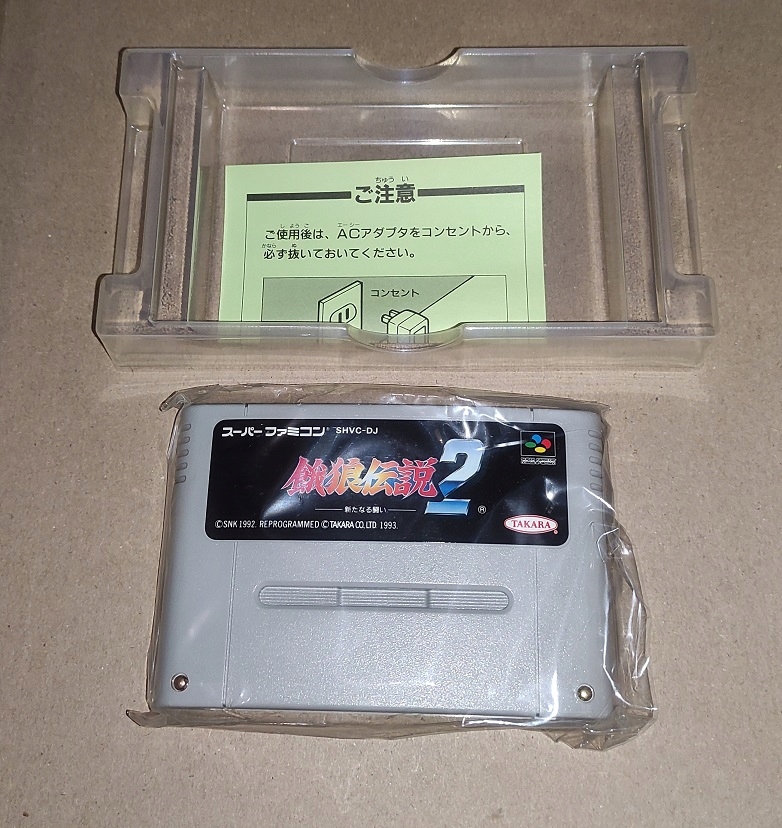 ちゅう い
ご注意
し よう ご エーシー
ご使用後は、ACアダプタをコンセントから、
かなら ぬ
必ず抜いておいてください。
コンセント
スーパーファミコン® SHVC-DJ
餓狼伝説2
新たなる闘い
®
©SNK 1992. REPROGRAMMED ©TAKARA CO.,LTD 1993.
TAKARA®